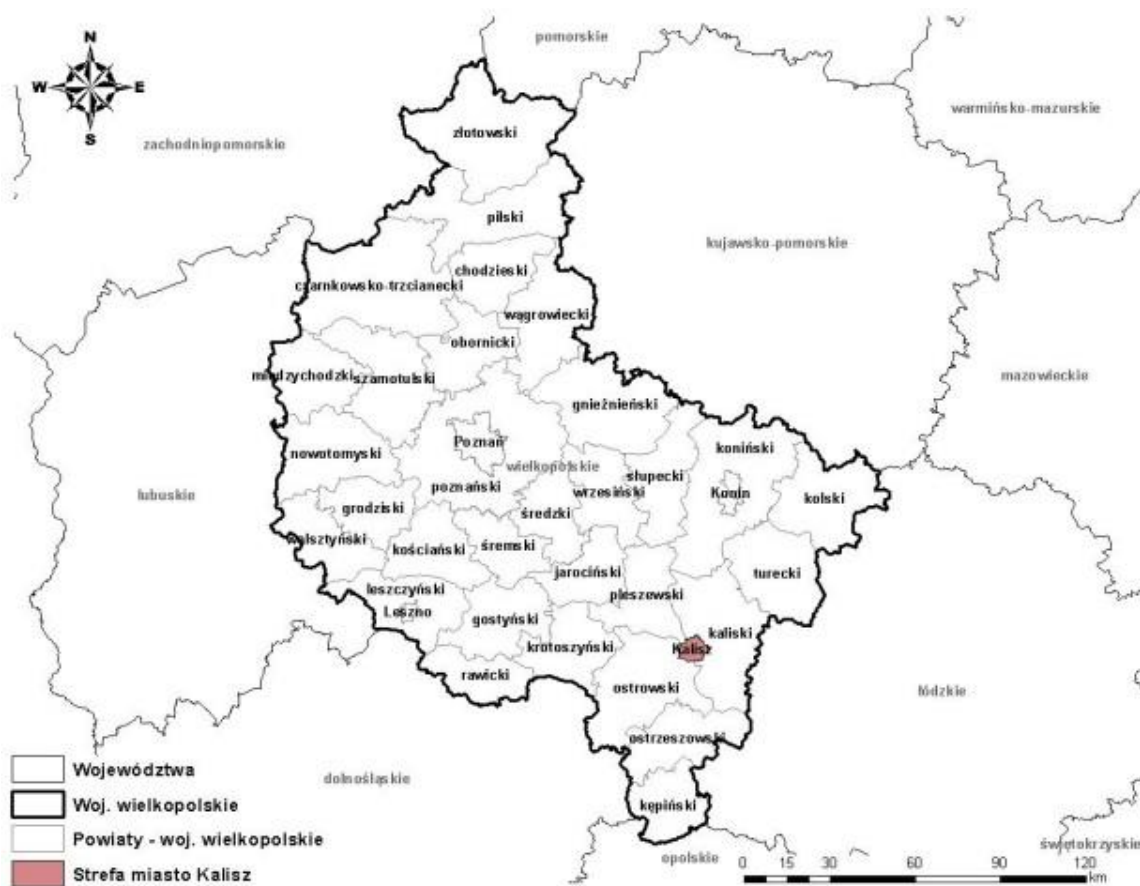 pomorskie
N
W E
S
warmińsko-mazurskie
zachodniopomorskie
złotowski
pilski
kujawsko-pomorskie
chodzieski
czarnkowsko-trzcianecki
wągrowiecki
obornicki
międzychodzki
szamotulski
mazowieckie
gnieźnieński
Poznań
koniński
nowotomyski
wielkopolskie
słupecki
lubuskie
poznański
wrzesiński
Konin
kolski
grodziski
średzki
wolsztyński
kościański
śremski
jarociński
turecki
leszczyński
pleszewski
Leszno
gostyński
kaliski
krotoszyński
Kalisz
rawicki
ostrowski
łódzkie
ostrzeszowski
Województwa
dolnośląskie
Woj. wielkopolskie
kępiński
Powiaty - woj. wielkopolskie
świętokrzyskie
opolskie
Strefa miasto Kalisz
0 15 30 60 90 120
km